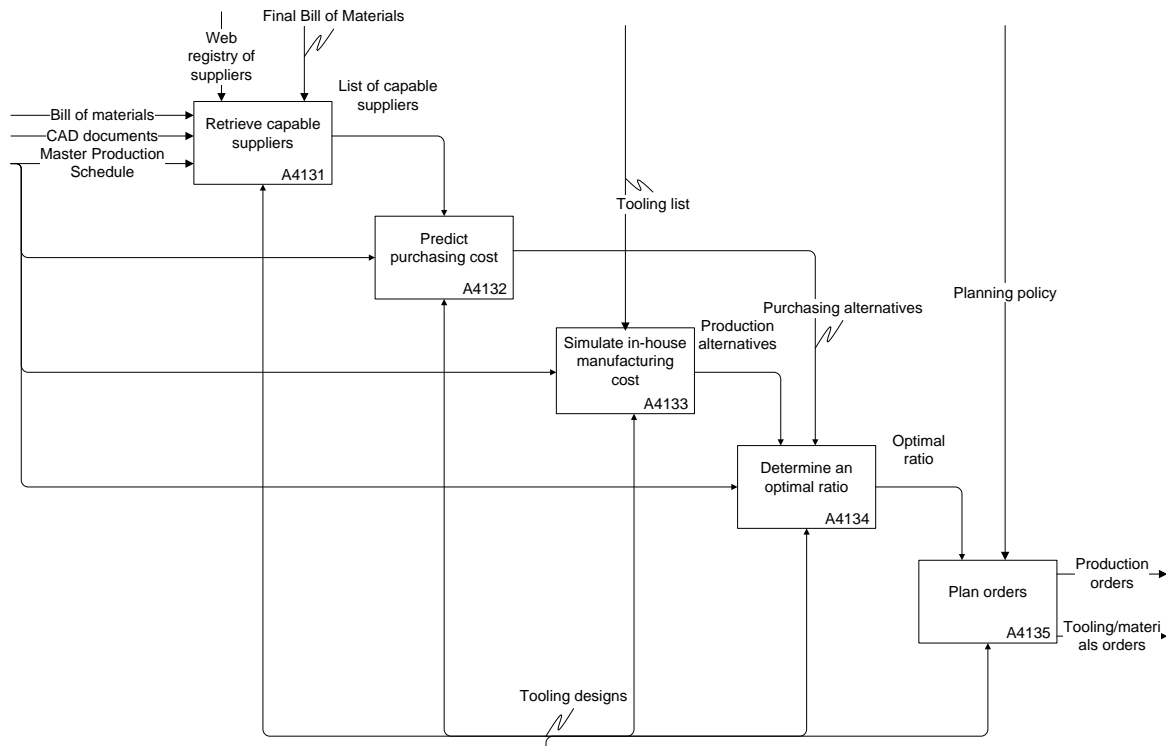 Final Bill of Materials
Web
registry of
suppliers
List of capable
suppliers
Bill of materials
CAD documents
Master Production
Schedule
Retrieve capable
suppliers
A4131
Tooling list
Predict
purchasing cost
A4132
Planning policy
Purchasing alternatives
Production
alternatives
Simulate in-house
manufacturing
cost
A4133
Optimal
ratio
Determine an
optimal ratio
A4134
Production
orders
Plan orders
A4135
Tooling/materi
als orders
Tooling designs